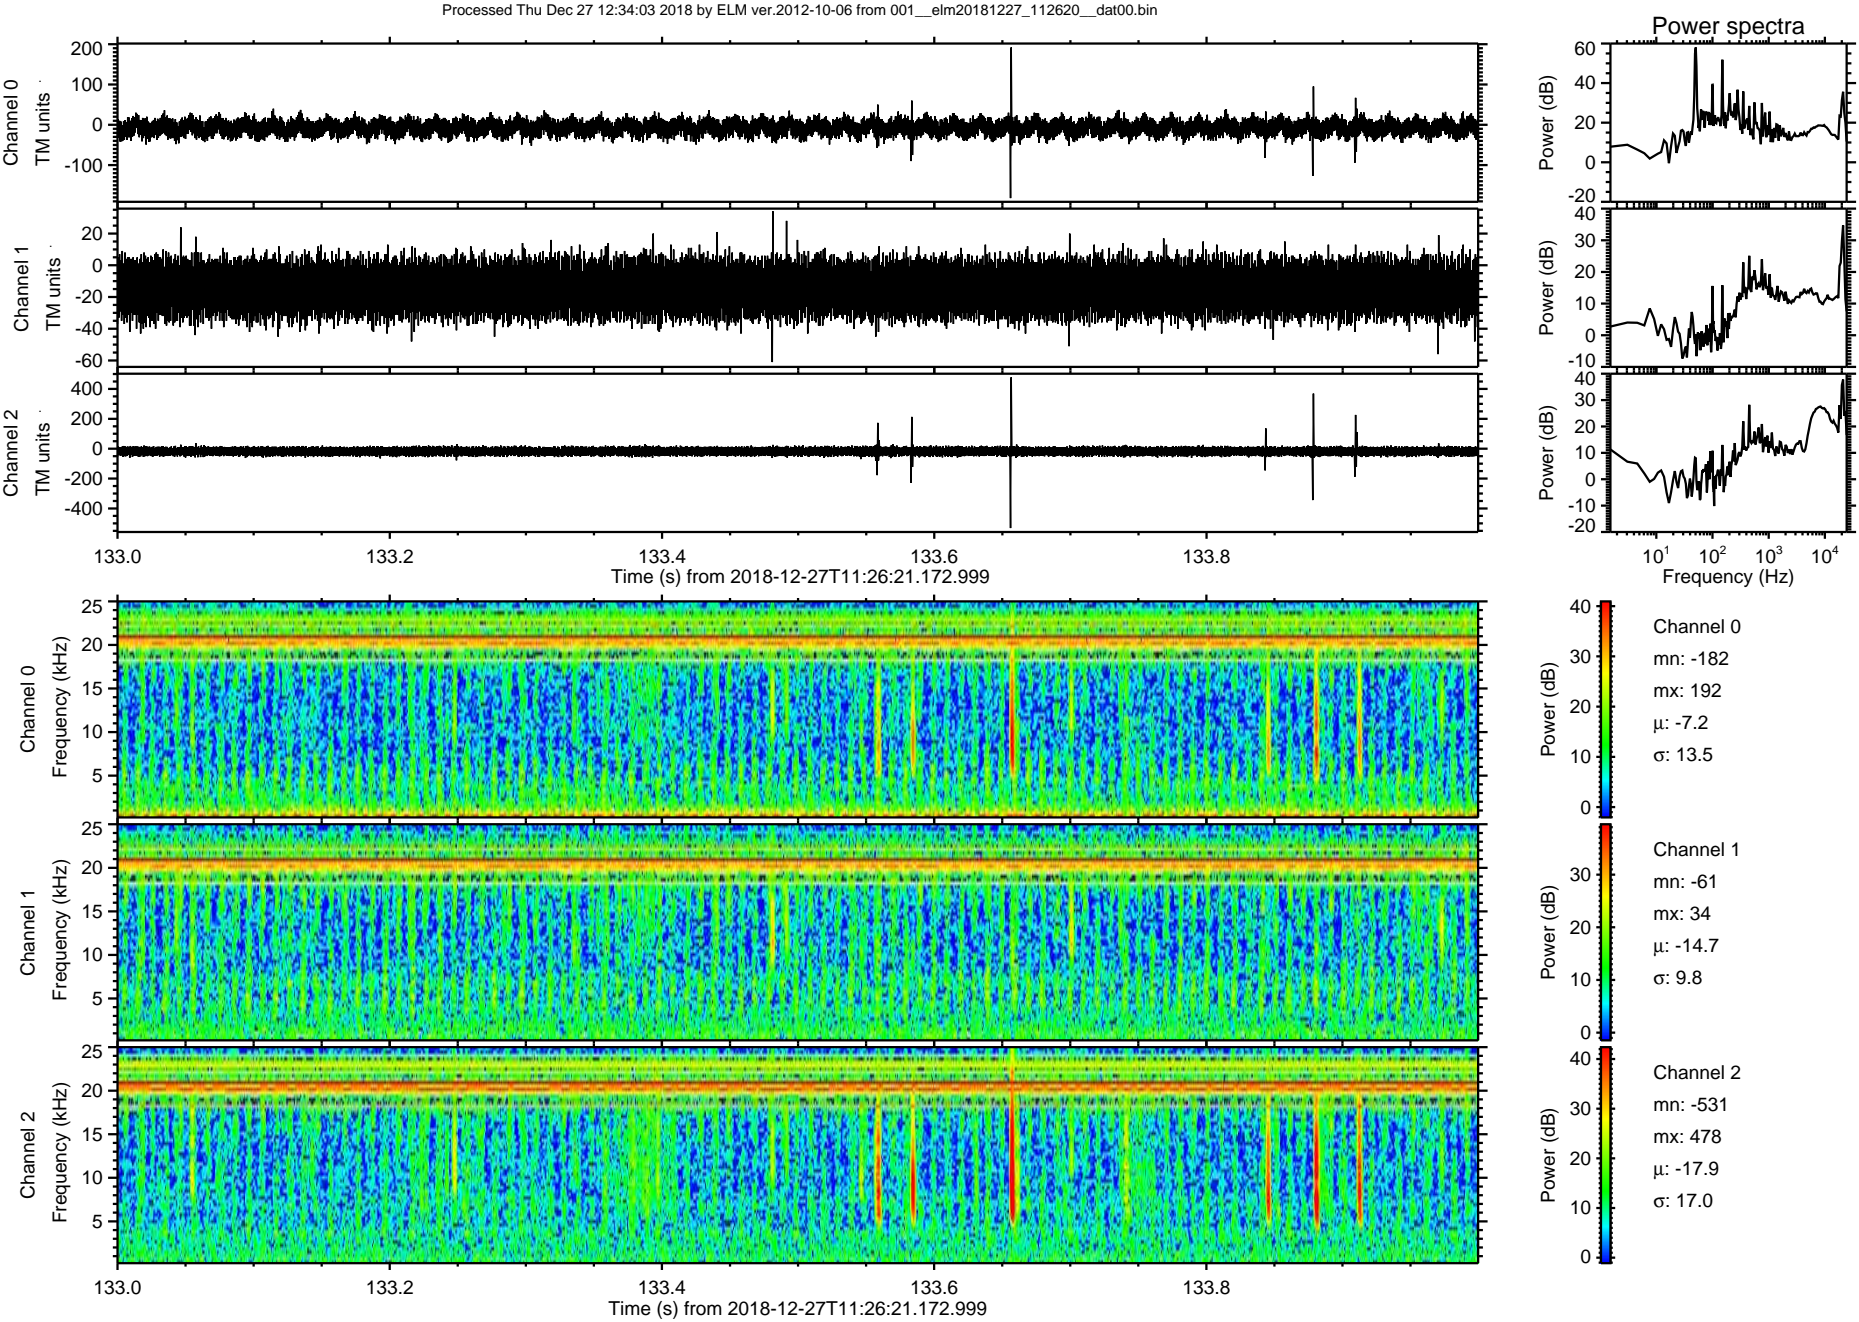 Processed Thu Dec 27 12:34:03 2018 by ELM ver.2012-10-06 from 001__elm20181227_112620__dat00.bin
Power spectra
Channel 0
TM units
200
100
0
-100
Power (dB)
60
40
20
0
-20
Channel 1
TM units
20
0
-20
-40
-60
Power (dB)
40
30
20
10
0
-10
Channel 2
TM units
400
200
0
-200
-400
Power (dB)
40
30
20
10
0
-10
-20
133.0 133.2 133.4 133.6 133.8
Time (s) from 2018-12-27T11:26:21.172.999
10¹ 10² 10³ 10⁴
Frequency (Hz)
Channel 0
Frequency (kHz)
25
20
15
10
5
Power (dB)
40
30
20
10
0
Channel 0
mn: -182
mx: 192
μ: -7.2
σ: 13.5
Channel 1
Frequency (kHz)
25
20
15
10
5
Power (dB)
30
20
10
0
Channel 1
mn: -61
mx: 34
μ: -14.7
σ: 9.8
Channel 2
Frequency (kHz)
25
20
15
10
5
Power (dB)
40
30
20
10
0
Channel 2
mn: -531
mx: 478
μ: -17.9
σ: 17.0
133.0 133.2 133.4 133.6 133.8
Time (s) from 2018-12-27T11:26:21.172.999